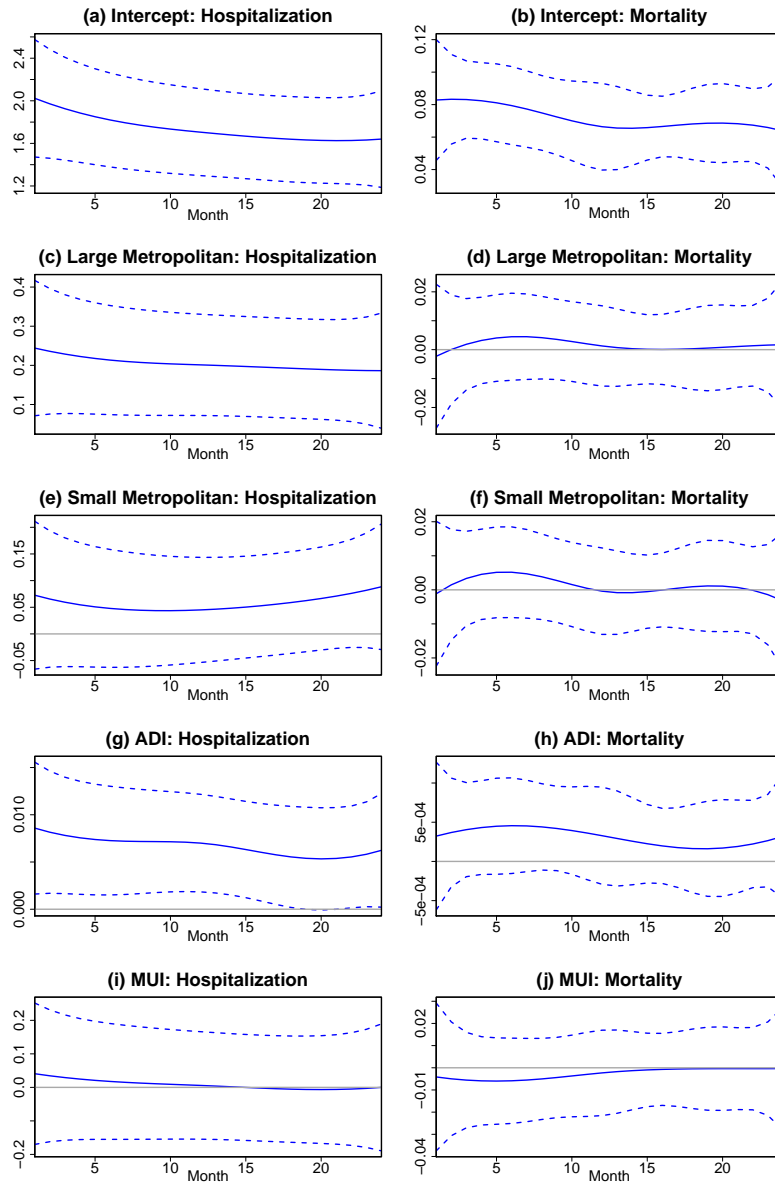 (a) Intercept: Hospitalization
1.2 1.6 2.0 2.4
5 10 15 20
Month
(b) Intercept: Mortality
0.04 0.08 0.12
5 10 15 20
Month
(c) Large Metropolitan: Hospitalization
0.1 0.2 0.3 0.4
5 10 15 20
Month
(d) Large Metropolitan: Mortality
−0.02 0.00 0.02
5 10 15 20
Month
(e) Small Metropolitan: Hospitalization
−0.05 0.05 0.15
5 10 15 20
Month
(f) Small Metropolitan: Mortality
−0.02 0.00 0.02
5 10 15 20
Month
(g) ADI: Hospitalization
0.000 0.010
5 10 15 20
Month
(h) ADI: Mortality
−5e−04 5e−04
5 10 15 20
Month
(i) MUI: Hospitalization
−0.2 0.0 0.2
5 10 15 20
Month
(j) MUI: Mortality
−0.04 −0.01 0.02
5 10 15 20
Month